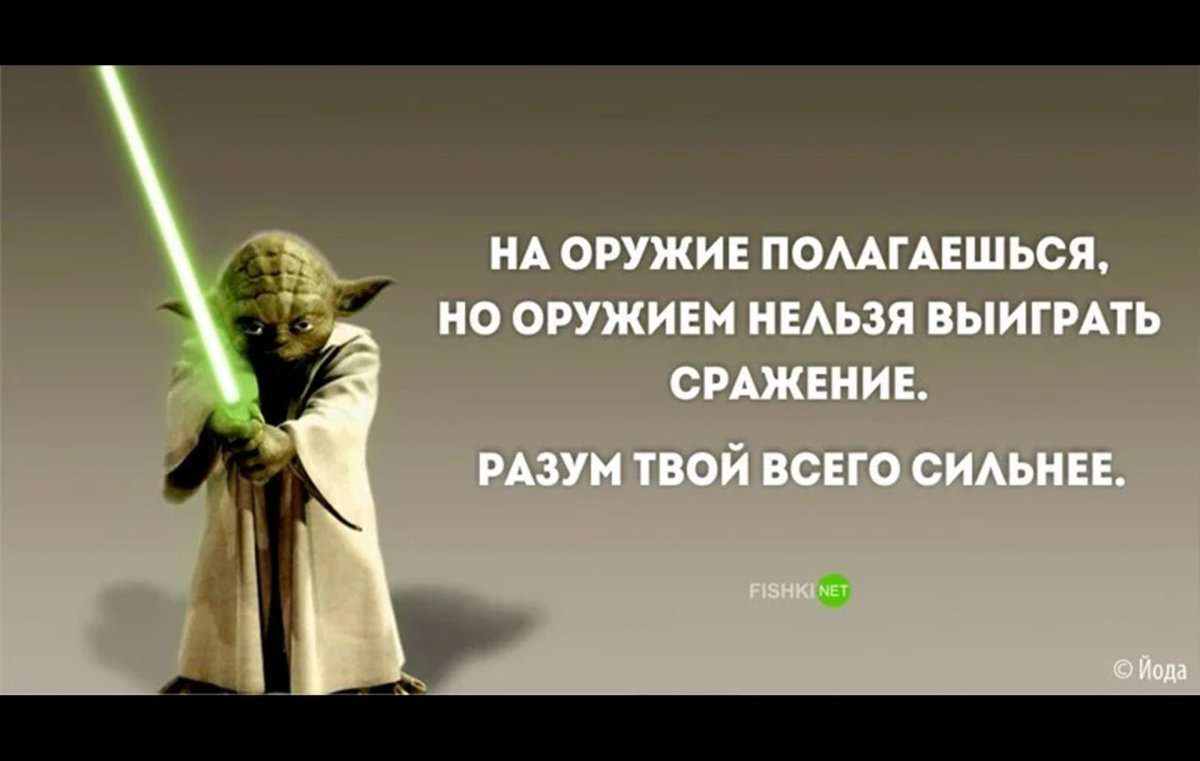 НА ОРУЖИЕ ПОЛАГАЕШЬСЯ,
НО ОРУЖИЕМ НЕЛЬЗЯ ВЫИГРАТЬ
СРАЖЕНИЕ.
РАЗУМ ТВОЙ ВСЕГО СИЛЬНЕЕ.
FISHKI NET
© Йода